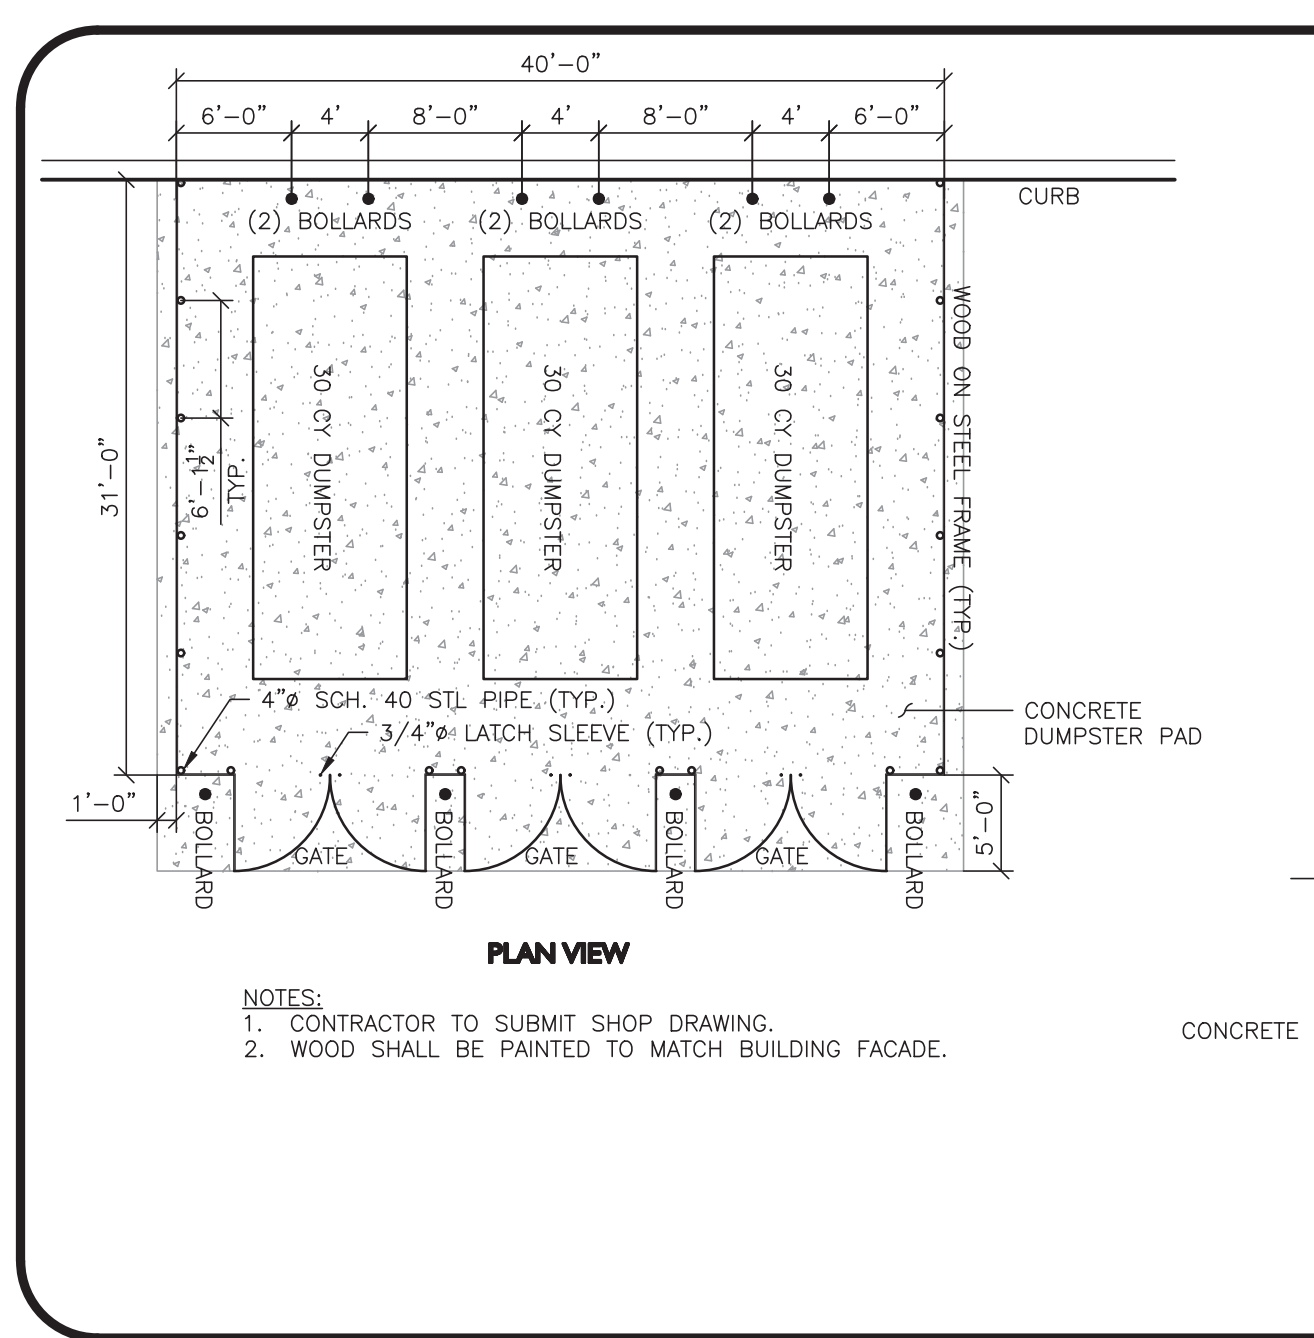 40'-0"
6'-0" 4' 8'-0" 4' 8'-0" 4' 6'-0"
CURB
(2) BOLLARDS (2) BOLLARDS (2) BOLLARDS
WOOD ON STEEL FRAME (TYP.)
30 CY DUMPSTER
30 CY DUMPSTER
30 CY DUMPSTER
31'-0"
6'-1 1/2"
TYP.
4"ø SCH. 40 STL PIPE (TYP.)
3/4"ø LATCH SLEEVE (TYP.)
CONCRETE
DUMPSTER PAD
1'-0"
5'-0"
BOLLARD
GATE
BOLLARD
GATE
BOLLARD
GATE
BOLLARD
PLAN VIEW
NOTES:
1. CONTRACTOR TO SUBMIT SHOP DRAWING.
2. WOOD SHALL BE PAINTED TO MATCH BUILDING FACADE.
CONCRETE